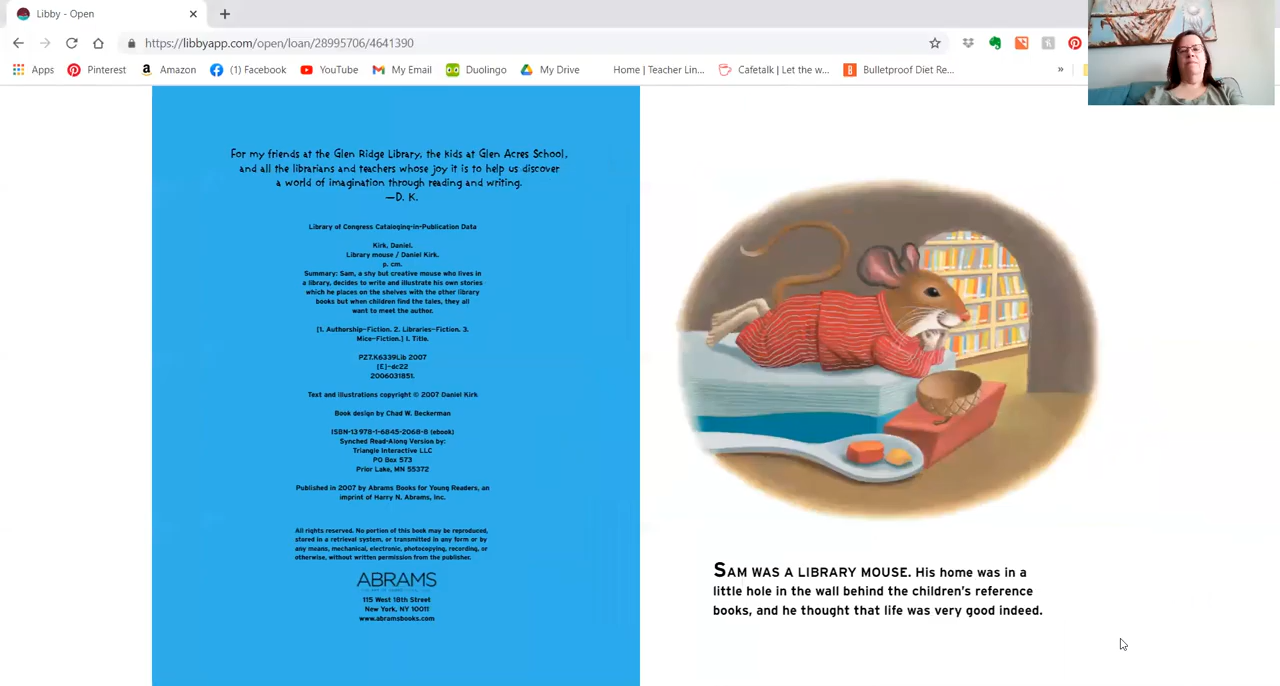 Libby - Open
https://libbyapp.com/open/loan/28995706/4641390
Apps Pinterest Amazon (1) Facebook YouTube My Email Duolingo My Drive Home | Teacher Lin... Cafetalk | Let the w... Bulletproof Diet Re... »
For my friends at the Glen Ridge Library, the kids at Glen Acres School,
and all the librarians and teachers whose joy it is to help us discover
a world of imagination through reading and writing.
—D. K.
Library of Congress Cataloging-in-Publication Data
Kirk, Daniel.
Library mouse / Daniel Kirk.
p. cm.
Summary: Sam, a shy but creative mouse who lives in
a library, decides to write and illustrate his own stories
which he places on the shelves with the other library
books but when children find the tales, they all
want to meet the author.
[1. Authorship-Fiction. 2. Libraries-Fiction. 3.
Mice-Fiction.] I. Title.
PZ7.K6339Lib 2007
[E]-dc22
2006031851.
Text and illustrations copyright © 2007 Daniel Kirk
Book design by Chad W. Beckerman
ISBN-13 978-1-6845-2068-8 (ebook)
Synched Read-Along Version by:
Triangle Interactive LLC
PO Box 573
Prior Lake, MN 55372
Published in 2007 by Abrams Books for Young Readers, an
imprint of Harry N. Abrams, Inc.
All rights reserved. No portion of this book may be reproduced,
stored in a retrieval system, or transmitted in any form or by
any means, mechanical, electronic, photocopying, recording, or
otherwise, without written permission from the publisher.
ABRAMS
115 West 18th Street
New York, NY 10011
www.abramsbooks.com
SAM WAS A LIBRARY MOUSE. His home was in a
little hole in the wall behind the children's reference
books, and he thought that life was very good indeed.